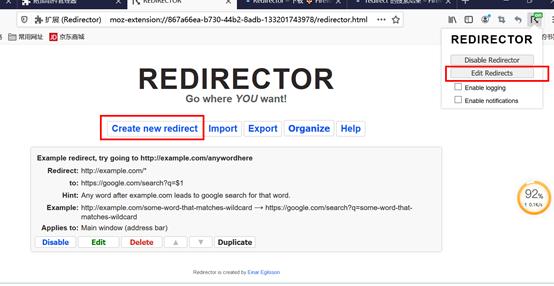 REDIRECTOR
扩展 (Redirector)
moz-extension://867a66ea-b730-44b2-8adb-133201743978/redirector.html
常用网址
京东商城
REDIRECTOR
Go where YOU want!
Create new redirect
Import
Export
Organize
Help
Example redirect, try going to http://example.com/anywordhere
Redirect: http://example.com/*
to: https://google.com/search?q=$1
Hint: Any word after example.com leads to google search for that word.
Example: http://example.com/some-word-that-matches-wildcard → https://google.com/search?q=some-word-that-
matches-wildcard
Applies to: Main window (address bar)
Disable
Edit
Delete
▲
▼
Duplicate
Redirector is created by Einar Egilsson
REDIRECTOR
Disable Redirector
Edit Redirects
Enable logging
Enable notifications
92%
↑ 0.1K/s